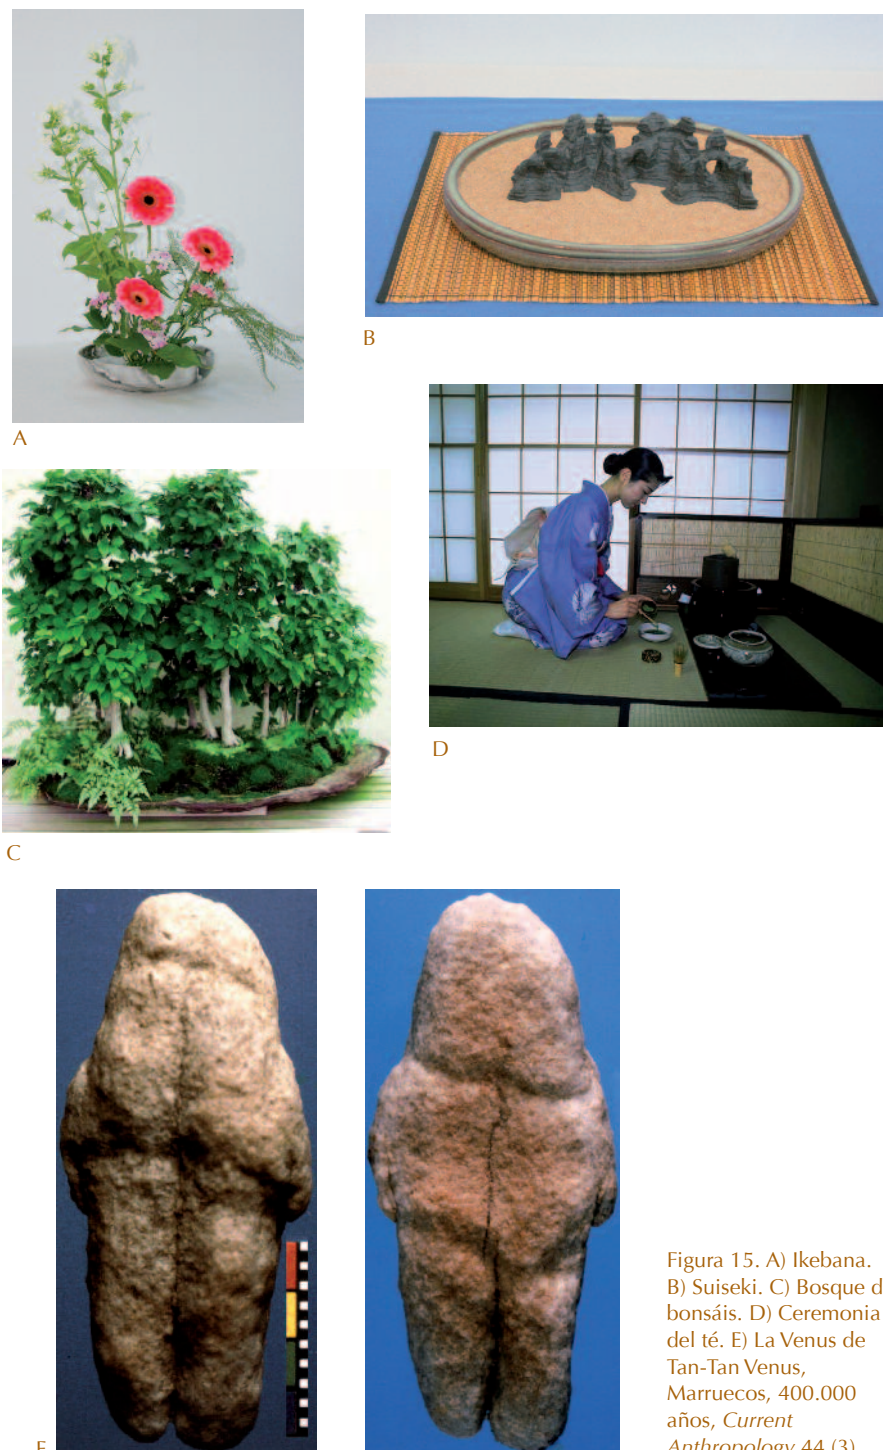 A
B
C
D
E
Figura 15. A) Ikebana.
B) Suiseki. C) Bosque d
bonsáis. D) Ceremonia
del té. E) La Venus de
Tan-Tan Venus,
Marruecos, 400.000
años, Current
Anthropology 44 (3)